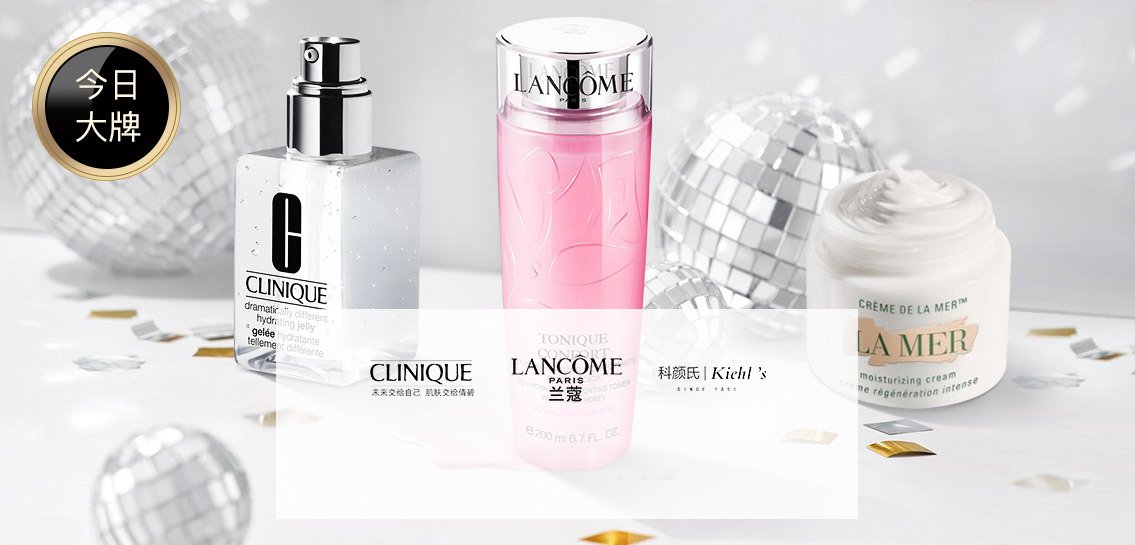 今日
大牌
CLINIQUE
dramatically different
hydrating jelly
gelée hydratante
tellement différente
LANCÔME
PARIS
TONIQUE
CONFORT
e200 ml 6.7 FL. OZ.
CRÈME DE LA MER™
LA MER
moisturizing cream
crème régénération intense
CLINIQUE
未来交给自己 肌肤交给倩碧
LANCÔME
PARIS
兰蔻
科颜氏 | Kiehl's
SINCE 1851